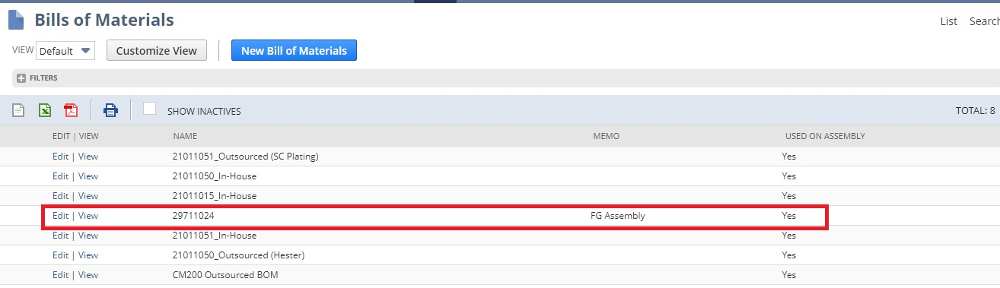 Bills of Materials
List Search
VIEW Default Customize View New Bill of Materials
FILTERS
SHOW INACTIVES TOTAL: 8
EDIT | VIEW NAME MEMO USED ON ASSEMBLY
Edit | View 21011051_Outsourced (SC Plating) Yes
Edit | View 21011050_In-House Yes
Edit | View 21011015_In-House Yes
Edit | View 29711024 FG Assembly Yes
Edit | View 21011051_In-House Yes
Edit | View 21011050_Outsourced (Hester) Yes
Edit | View CM200 Outsourced BOM Yes